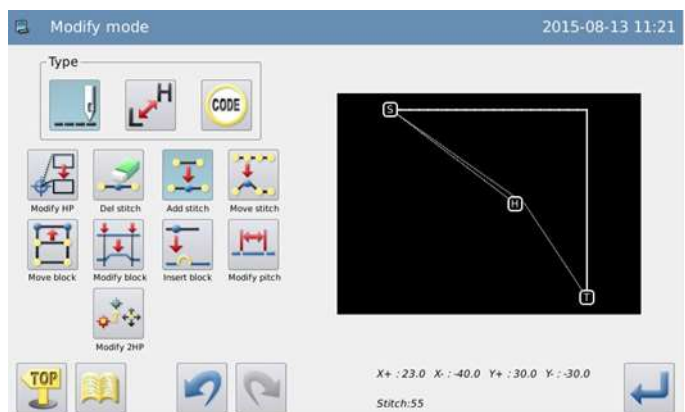 Modify mode 2015-08-13 11:21
Type
L H CODE
Modify HP Del stitch Add stitch Move stitch
Move block Modify block Insert block Modify pitch
Modify 2HP
S
H
T
TOP
X+ :23.0 X- :-40.0 Y+ :30.0 Y- :-30.0
Stitch:55